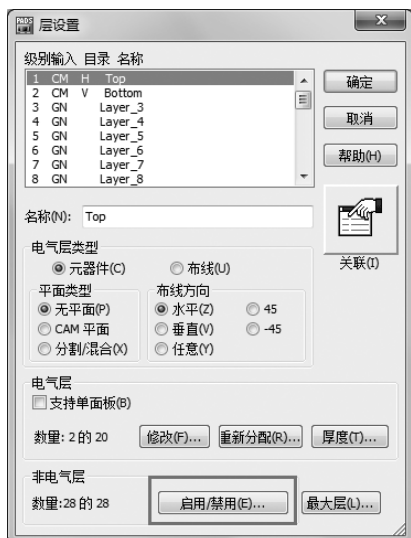 PADS 层设置
级别输入 目录 名称
1 CM H Top
2 CM V Bottom
3 GN Layer_3
4 GN Layer_4
5 GN Layer_5
6 GN Layer_6
7 GN Layer_7
8 GN Layer_8
确定
取消
帮助(H)
名称(N): Top
关联(I)
电气层类型
元器件(C) 布线(U)
平面类型 布线方向
无平面(P) 水平(Z) 45
CAM 平面 垂直(V) -45
分割/混合(X) 任意(Y)
电气层
支持单面板(B)
数量: 2 的 20 修改(F)... 重新分配(R)... 厚度(T)...
非电气层
数量:28 的 28 启用/禁用(E)... 最大层(L)...